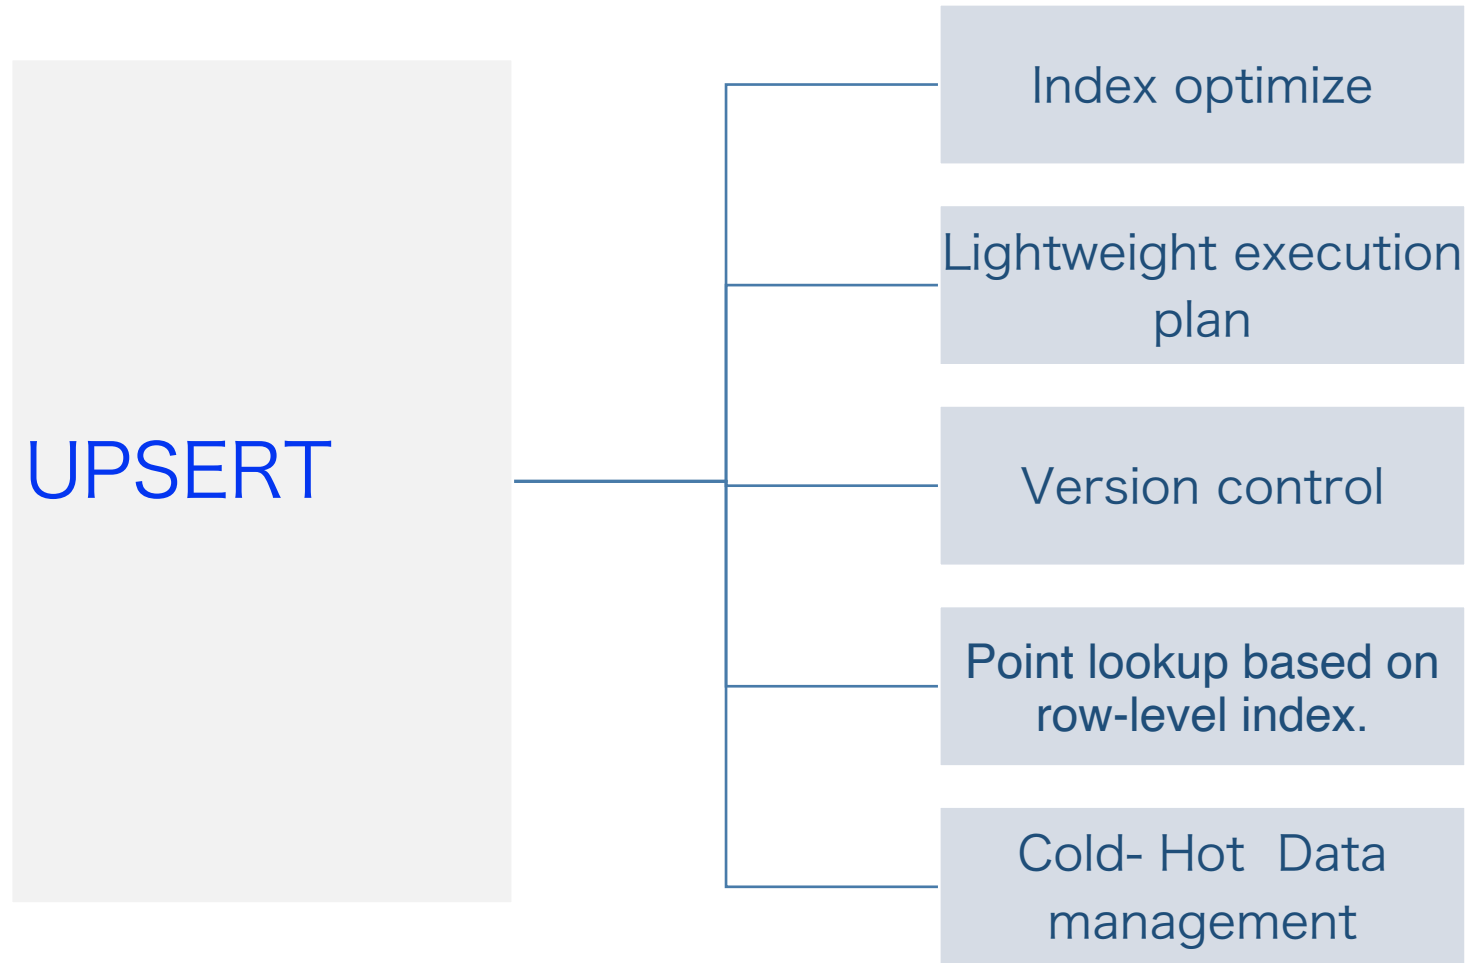 UPSERT
Index optimize
Lightweight execution
plan
Version control
Point lookup based on
row-level index.
Cold- Hot  Data
management